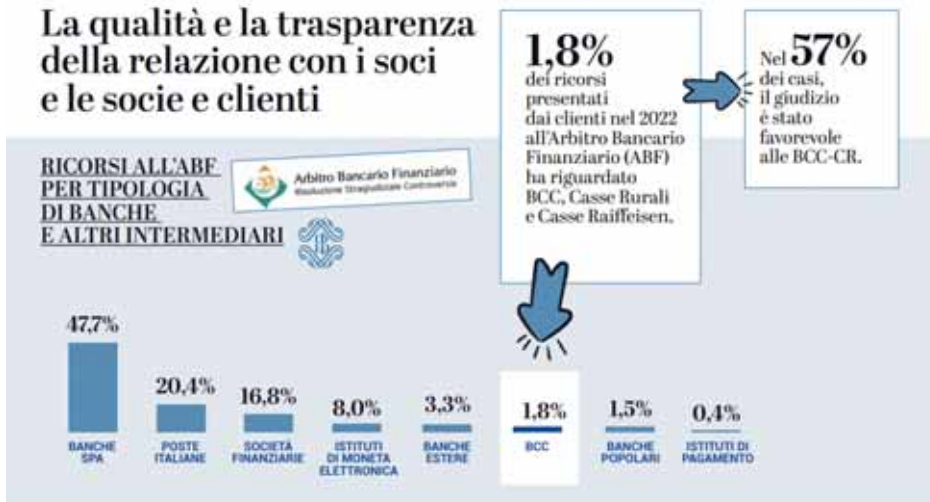 La qualità e la trasparenza
della relazione con i soci
e le socie e clienti
1,8%
dei ricorsi
presentati
dai clienti nel 2022
all'Arbitro Bancario
Finanziario (ABF)
ha riguardato
BCC, Casse Rurali
e Casse Raiffeisen.
Nel 57%
dei casi,
il giudizio
è stato
favorevole
alle BCC-CR.
RICORSI ALL'ABF
PER TIPOLOGIA
DI BANCHE
E ALTRI INTERMEDIARI
Arbitro Bancario Finanziario
Risoluzione Stragiudiziale Controversie
47,7%
BANCHE
SPA
20,4%
POSTE
ITALIANE
16,8%
SOCIETÀ
FINANZIARIE
8,0%
ISTITUTI
DI MONETA
ELETTRONICA
3,3%
BANCHE
ESTERE
1,8%
BCC
1,5%
BANCHE
POPOLARI
0,4%
ISTITUTI DI
PAGAMENTO